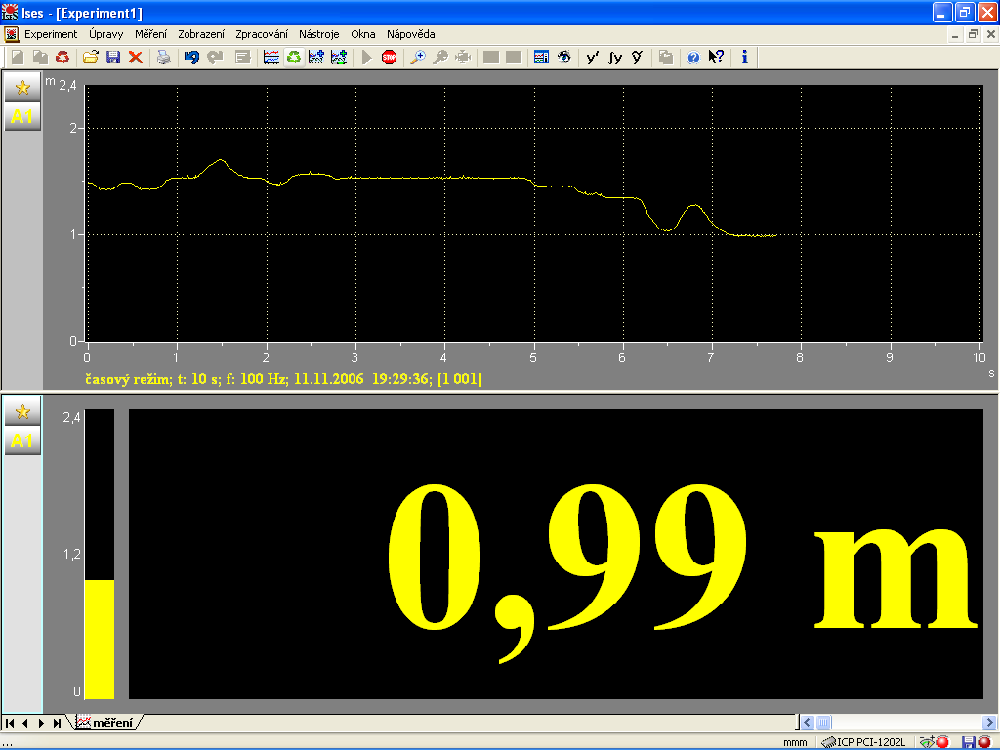 Ises - [Experiment1]
Experiment Úpravy Měření Zobrazení Zpracování Nástroje Okna Nápověda
STOP y' ∫y ŷ ? ? i
m 2,4
A1
2
1
0
0 1 2 3 4 5 6 7 8 9 10
s
časový režim; t: 10 s; f: 100 Hz; 11.11.2006 19:29:36; [1 001]
A1
2,4
1,2
0
0,99 m
měření
... mmm ICP PCI-1202L